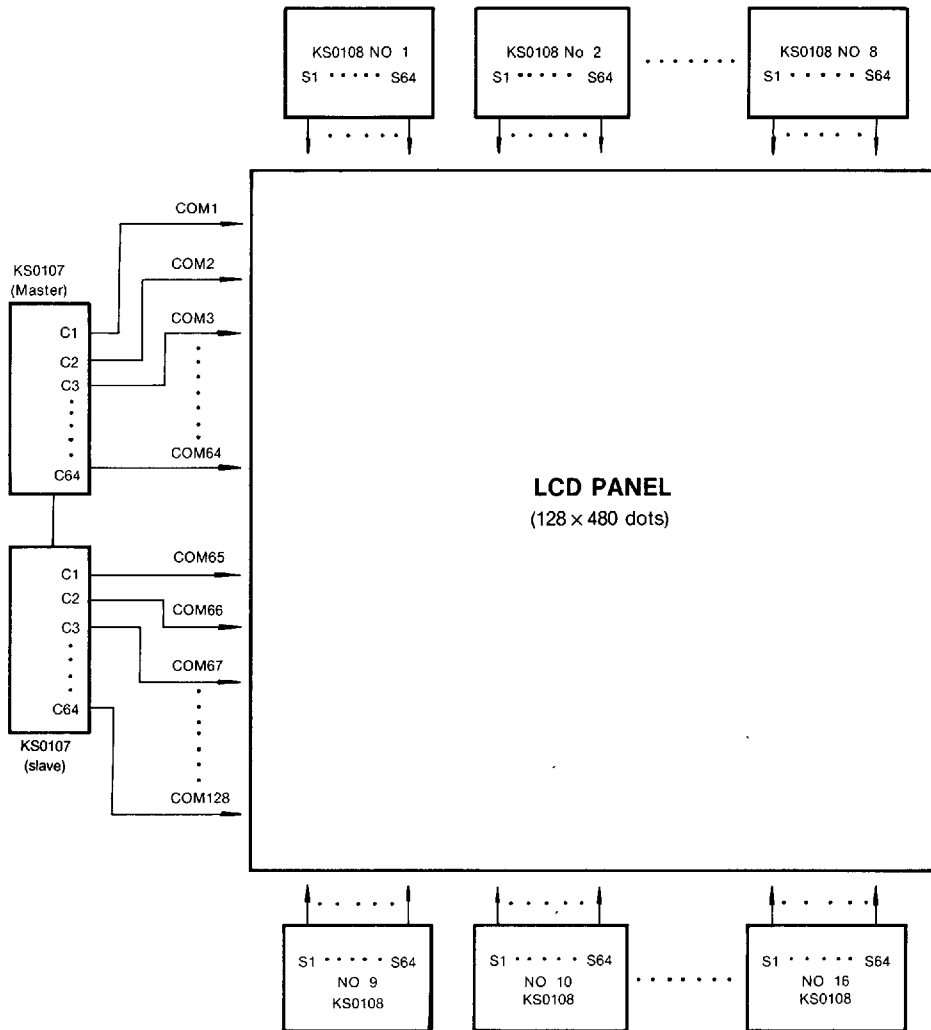 KS0108 NO 1
S1 ····· S64
KS0108 No 2
S1 ····· S64
KS0108 NO 8
S1 ······ S64
COM1
COM2
COM3
COM64
KS0107
(Master)
C1
C2
C3
C64
LCD PANEL
(128 × 480 dots)
COM65
COM66
COM67
COM128
C1
C2
C3
C64
KS0107
(slave)
S1 ····· S64
NO 9
KS0108
S1 ······ S64
NO 10
KS0108
S1 ······ S64
NO 16
KS0108